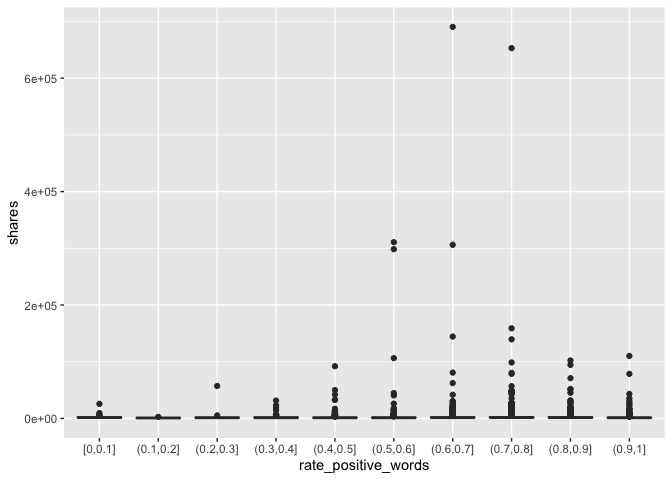 6e+05
4e+05
2e+05
0e+00
shares
[0,0.1]
(0.1,0.2]
(0.2,0.3]
(0.3,0.4]
(0.4,0.5]
(0.5,0.6]
(0.6,0.7]
(0.7,0.8]
(0.8,0.9]
(0.9,1]
rate_positive_words